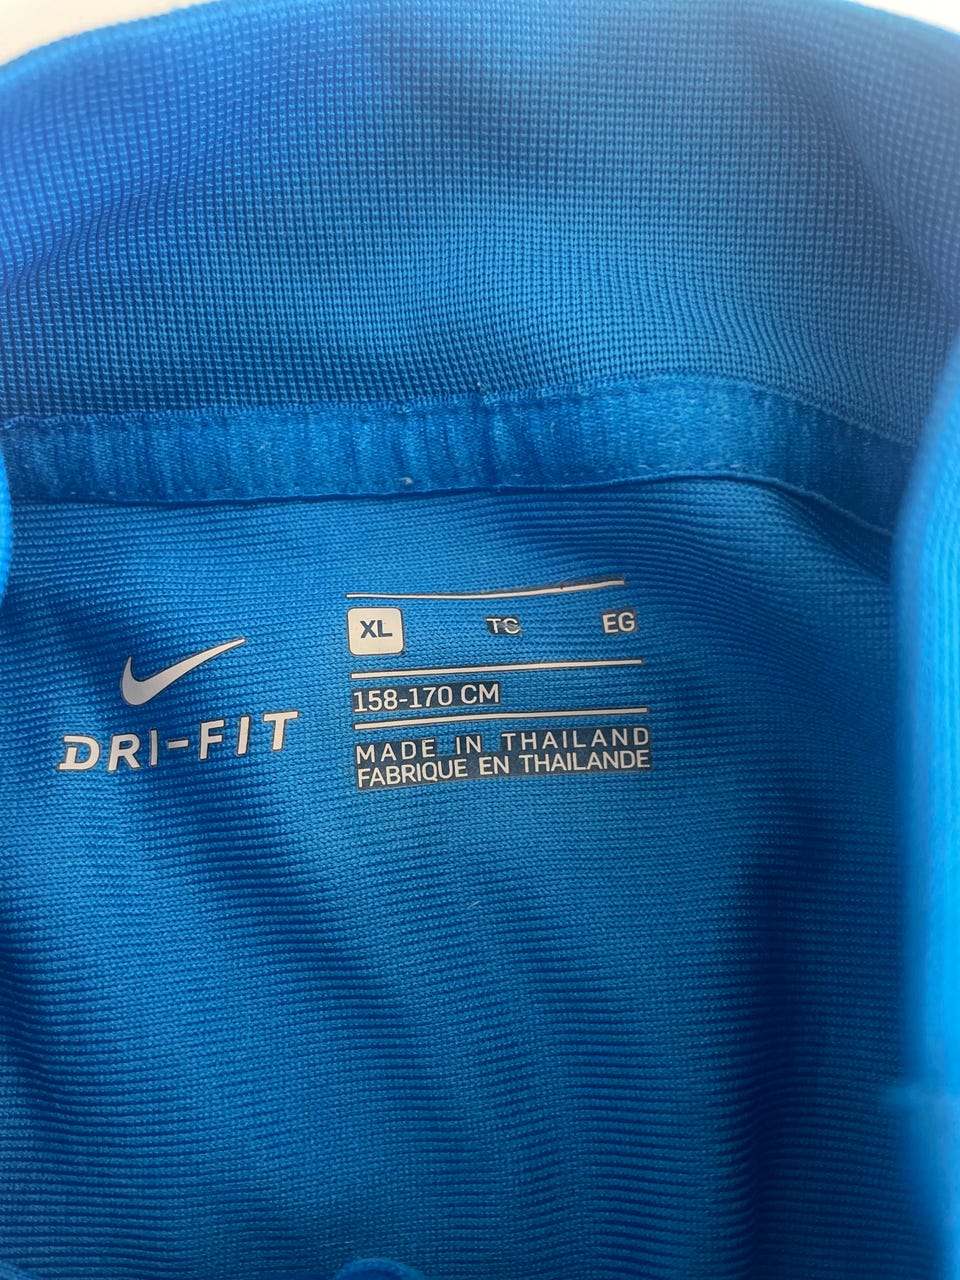 XL TG EG
158-170 CM
DRI-FIT
MADE IN THAILAND
FABRIQUE EN THAILANDE